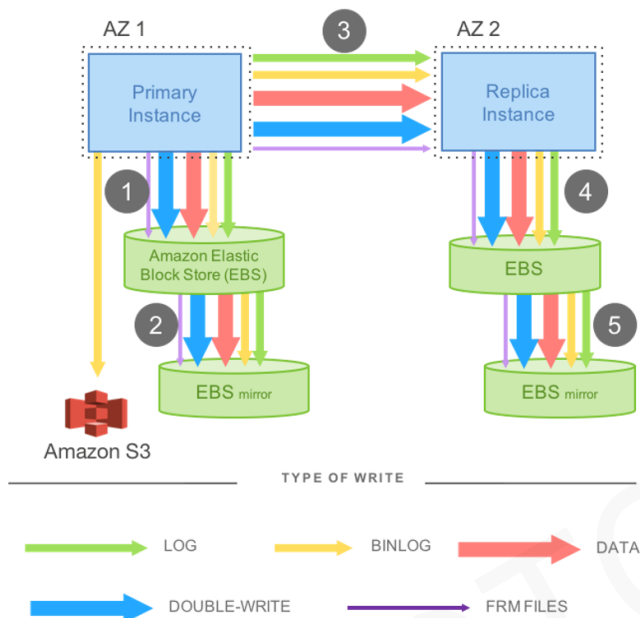 AZ 1
3
AZ 2
Primary
Instance
Replica
Instance
1
4
Amazon Elastic
Block Store (EBS)
EBS
2
5
EBS mirror
EBS mirror
Amazon S3
TYPE OF WRITE
LOG
BINLOG
DATA
DOUBLE-WRITE
FRM FILES